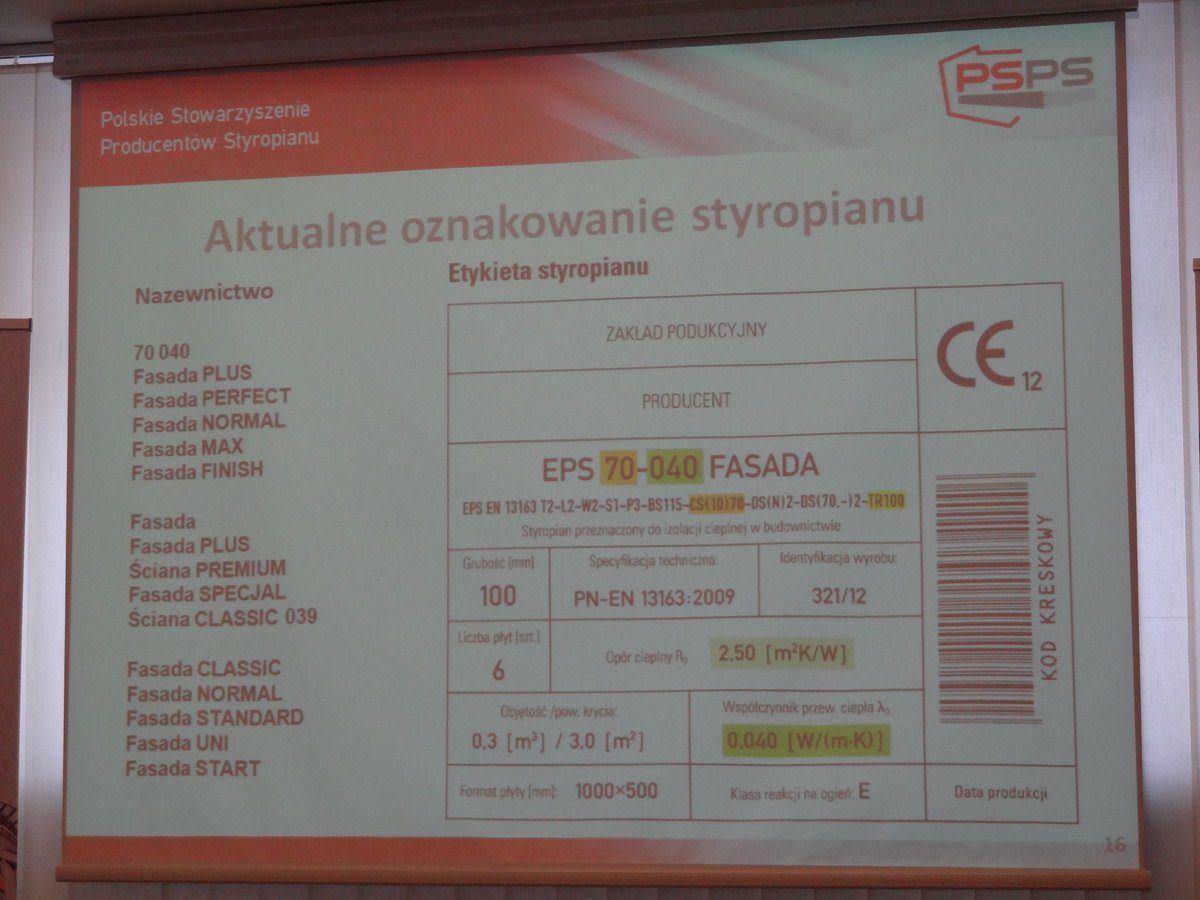 Polskie Stowarzyszenie
Producentów Styropianu
PSPS
Aktualne oznakowanie styropianu
Nazewnictwo
70 040
Fasada PLUS
Fasada PERFECT
Fasada NORMAL
Fasada MAX
Fasada FINISH
Fasada
Fasada PLUS
Ściana PREMIUM
Fasada SPECJAL
Ściana CLASSIC 039
Fasada CLASSIC
Fasada NORMAL
Fasada STANDARD
Fasada UNI
Fasada START
Etykieta styropianu
ZAKŁAD PODUKCYJNY
PRODUCENT
CE 12
EPS 70-040 FASADA
EPS EN 13163 T2-L2-W2-S1-P3-BS115-CS(10)70-DS(N)2-DS(70,-)2-TR100
Styropian przeznaczony do izolacji cieplnej w budownictwie
Grubość [mm]
100
Specyfikacja techniczna:
PN-EN 13163:2009
Identyfikacja wyrobu:
321/12
Liczba płyt [szt.]
6
Opór cieplny R₀ 2,50 [m²K/W]
Objętość /pow. krycia:
0,3 [m³] / 3,0 [m²]
Współczynnik przew. ciepła λ₀
0,040 [W/(m·K)]
Format płyty [mm]: 1000×500
Klasa reakcji na ogień: E
Data produkcji
KOD KRESKOWY
16